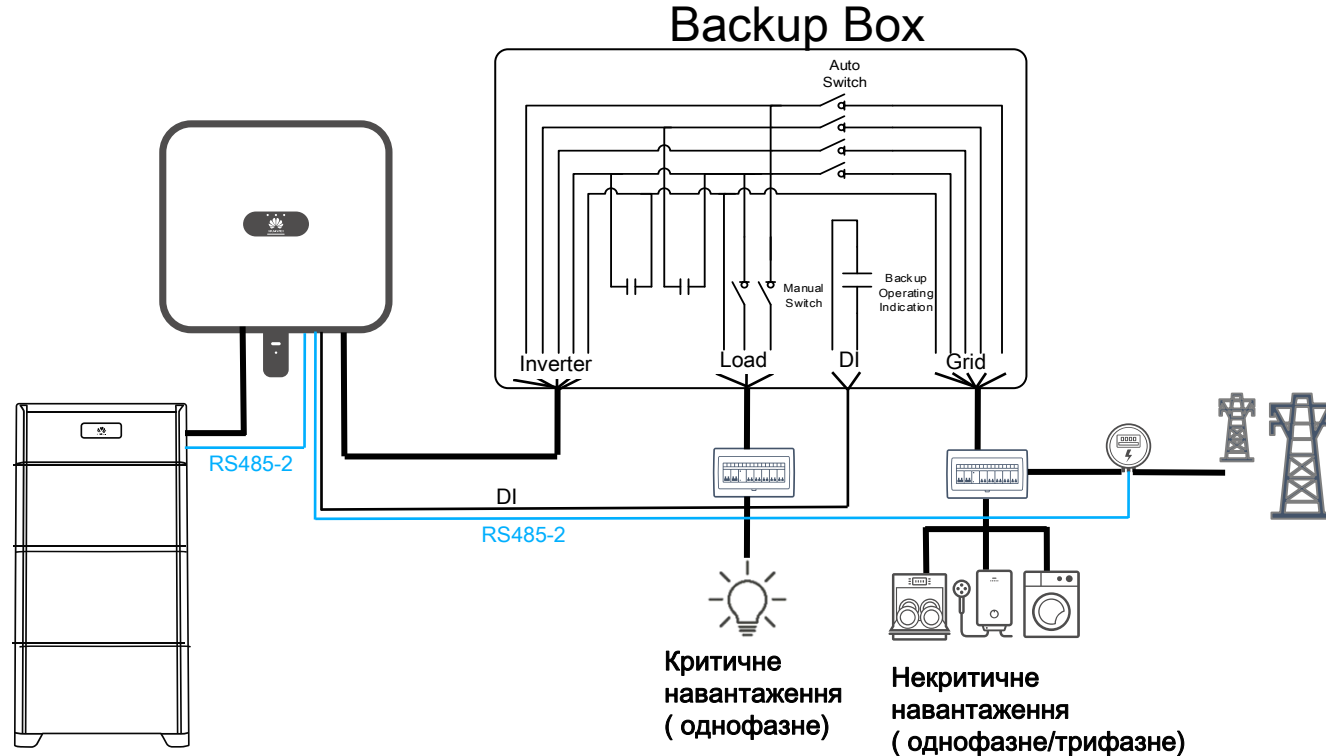 Backup Box
Auto
Switch
Manual
Switch
Backup
Operating
Indication
Inverter
Load
DI
Grid
RS485-2
DI
RS485-2
Критичне
навантаження
( однофазне)
Некритичне
навантаження
( однофазне/трифазне)